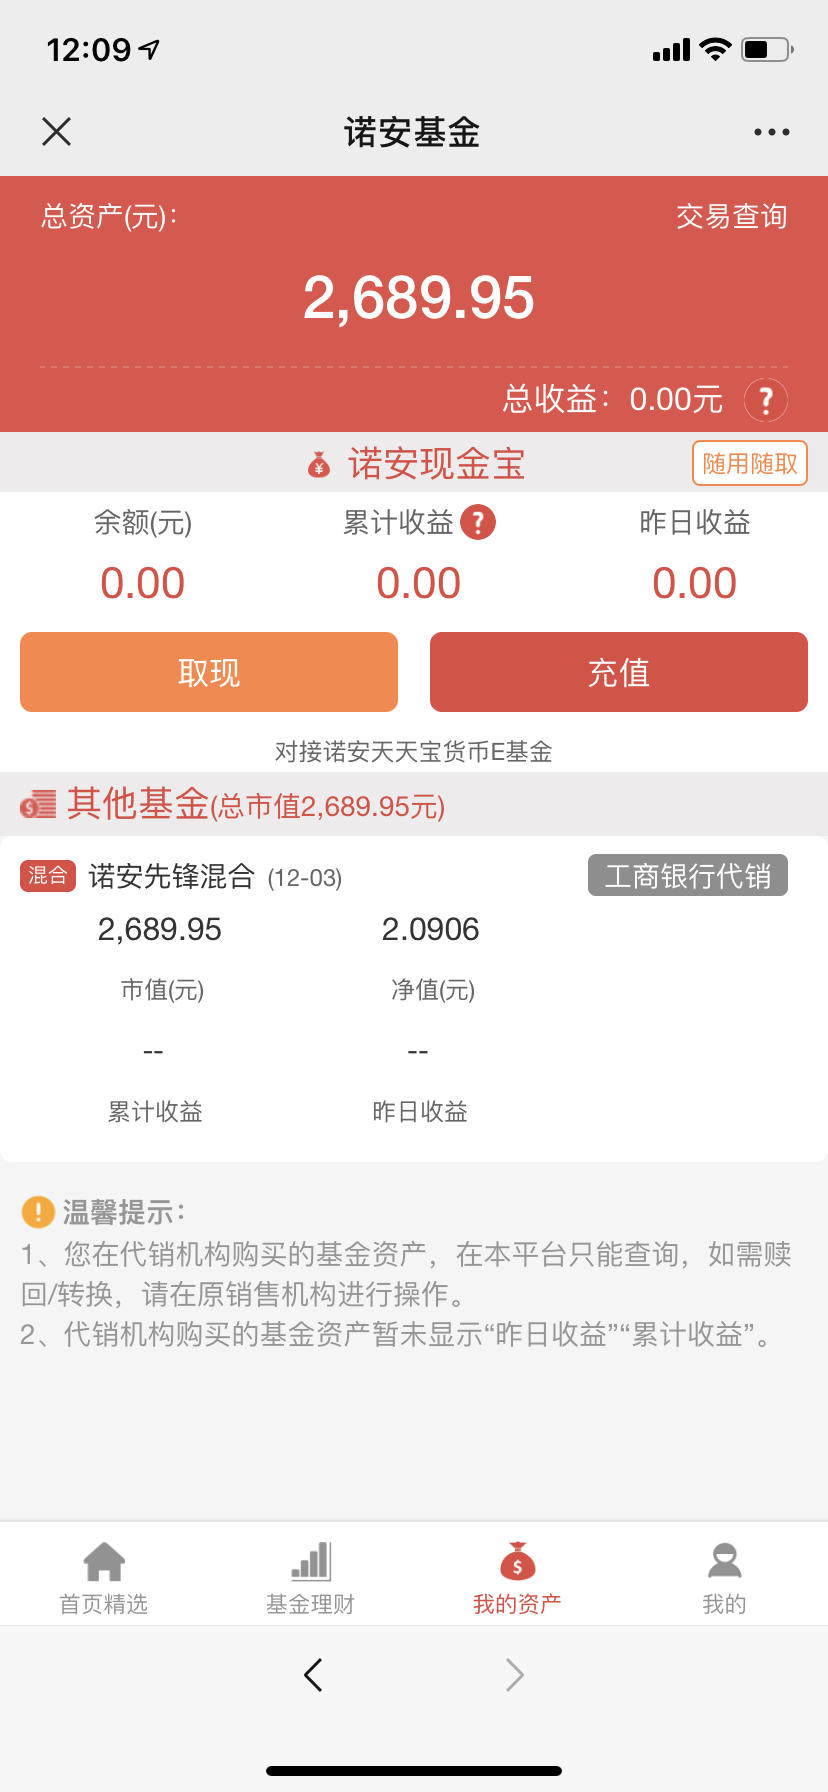 12:09
诺安基金
总资产(元):
交易查询
2,689.95
总收益：0.00元 ?
¥ 诺安现金宝
随用随取
余额(元)
累计收益 ?
昨日收益
0.00
0.00
0.00
取现
充值
对接诺安天天宝货币E基金
$ 其他基金(总市值2,689.95元)
混合 诺安先锋混合 (12-03)
工商银行代销
2,689.95
2.0906
市值(元)
净值(元)
--
--
累计收益
昨日收益
! 温馨提示：
1、您在代销机构购买的基金资产，在本平台只能查询，如需赎
回/转换，请在原销售机构进行操作。
2、代销机构购买的基金资产暂未显示“昨日收益”“累计收益”。
$
首页精选
基金理财
我的资产
我的